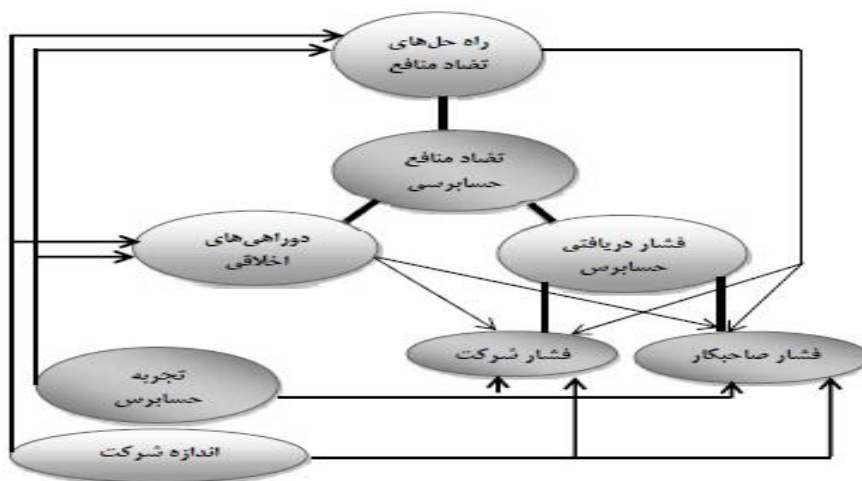 راه حل‌های
تضاد منافع
تضاد منافع
حسابرسی
دوراهی‌های
اخلاقی
فشار دریافتی
حسابرس
فشار شرکت
فشار صاحبکار
تجربه
حسابرس
اندازه شرکت